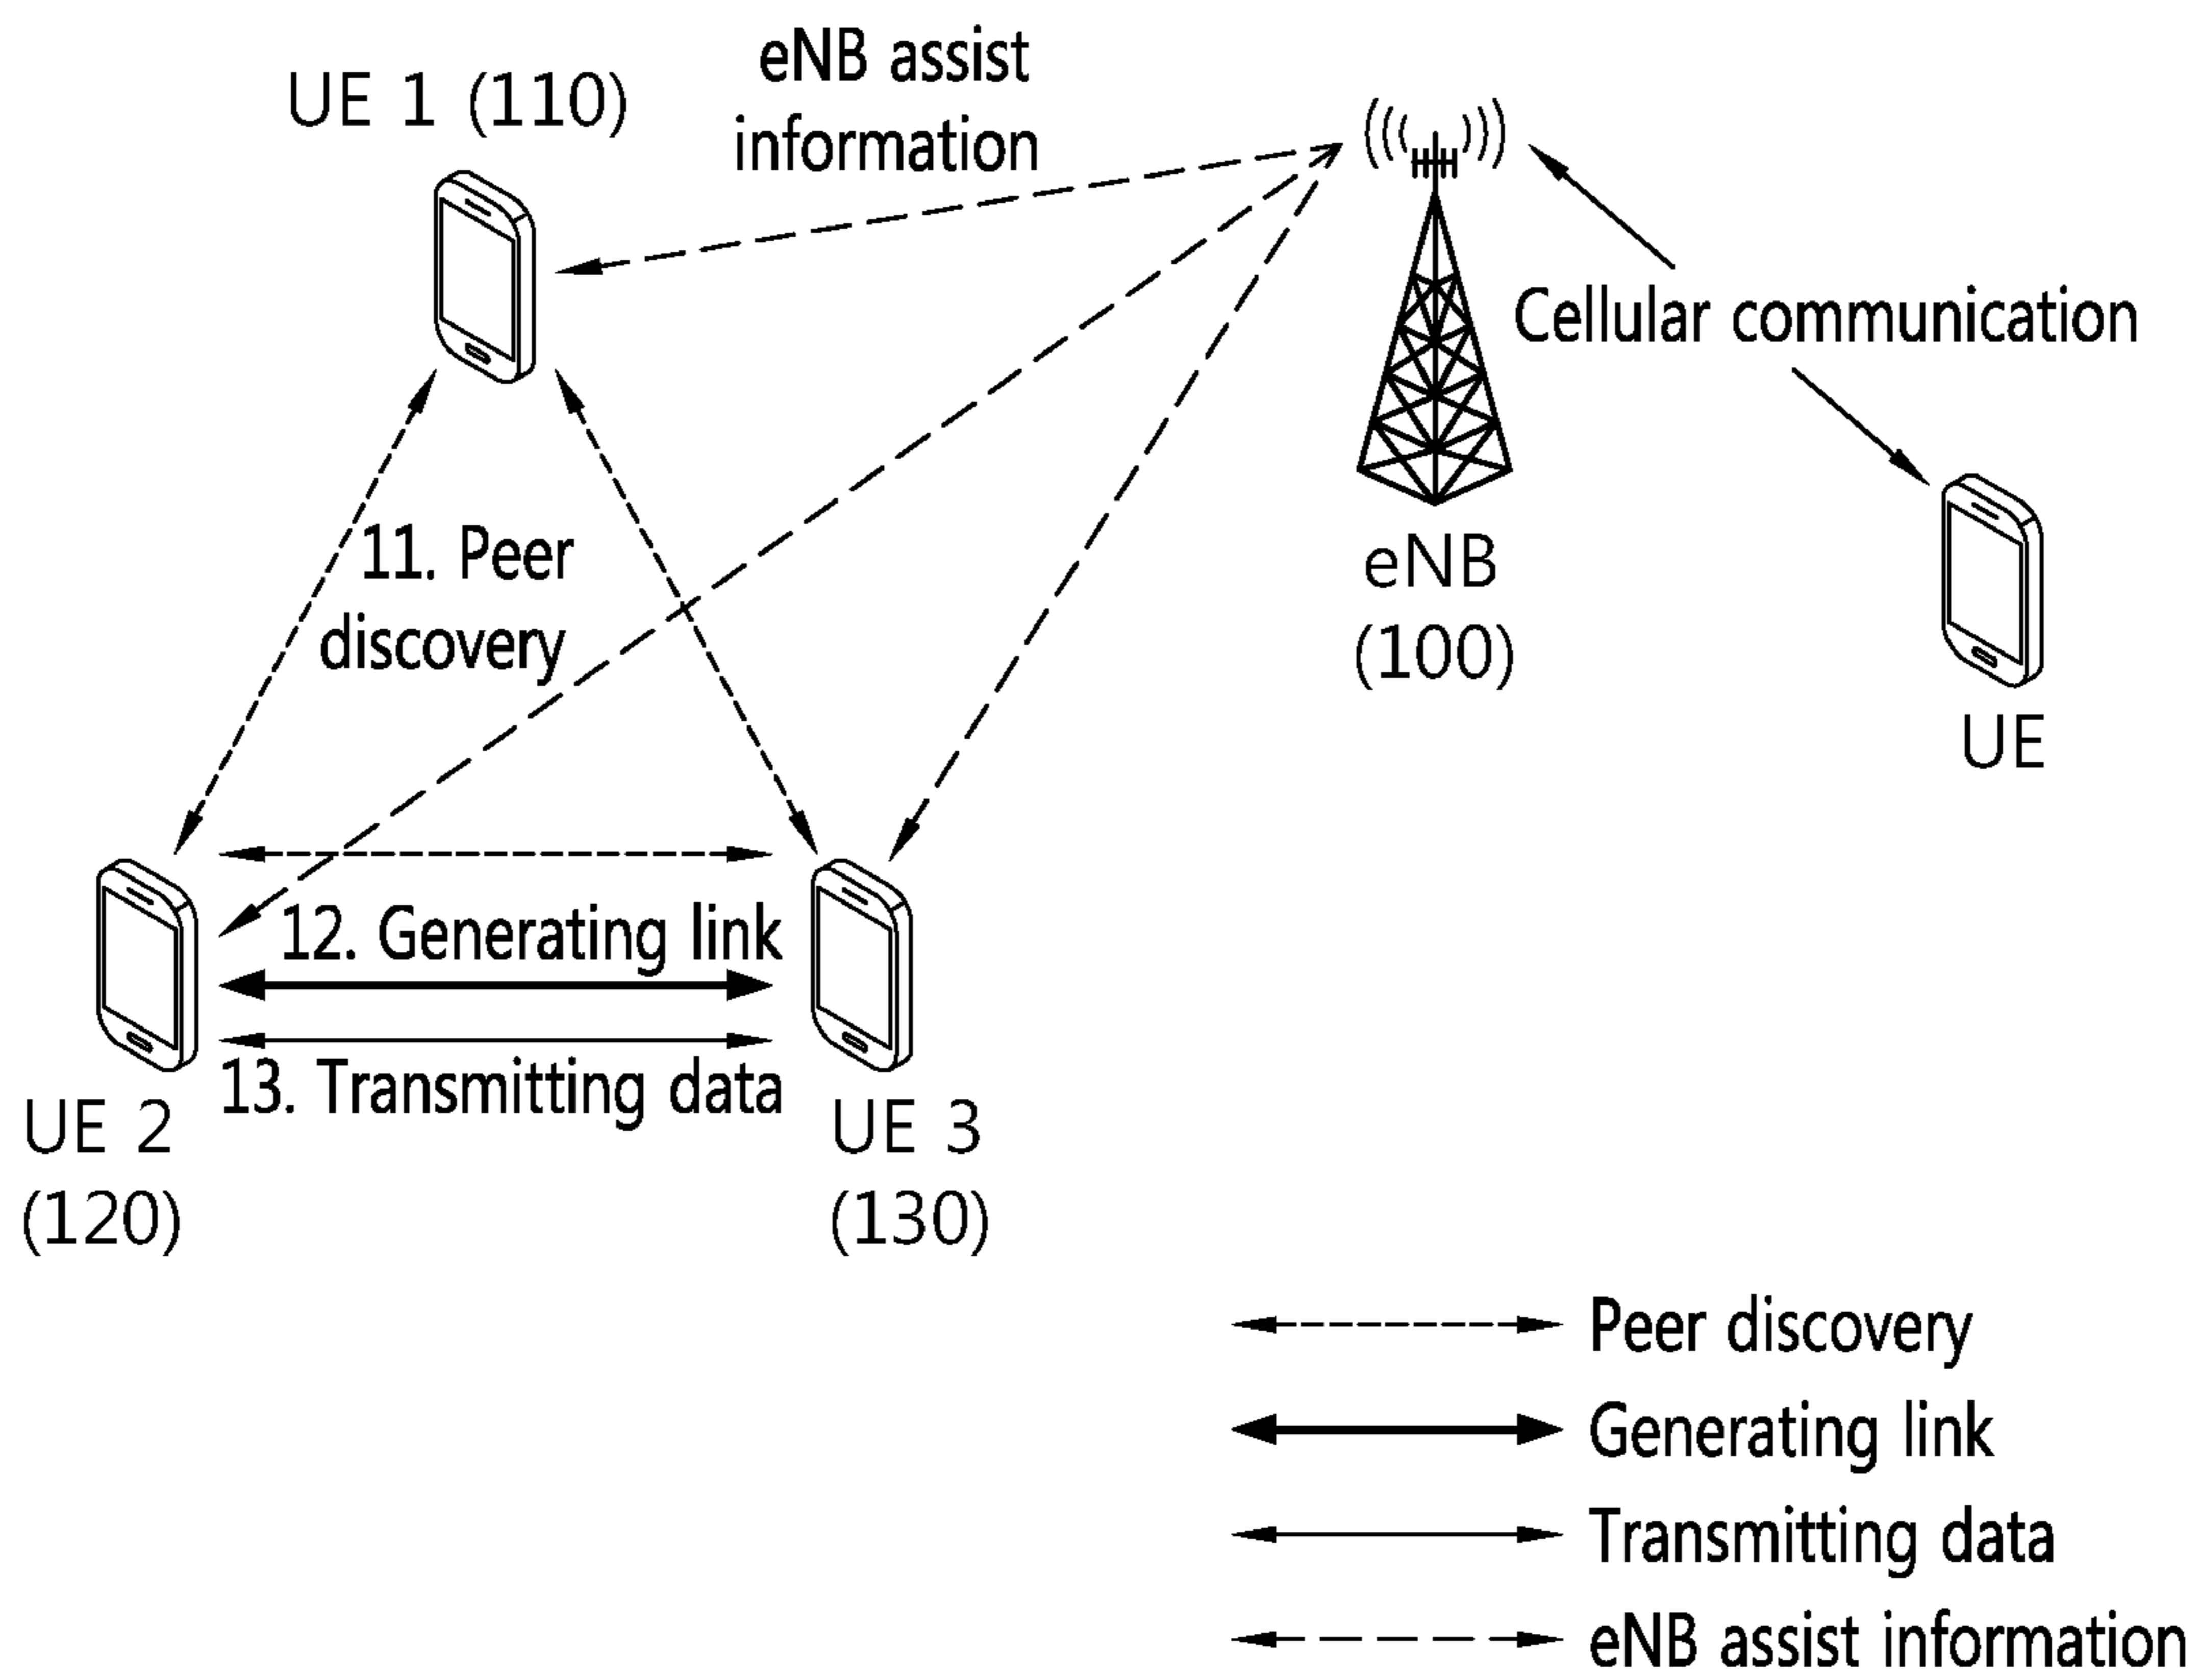 eNB assist
information
UE 1 (110)
Cellular communication
11. Peer
discovery
eNB
(100)
UE
12. Generating link
13. Transmitting data
UE 2
(120)
UE 3
(130)
Peer discovery
Generating link
Transmitting data
eNB assist information